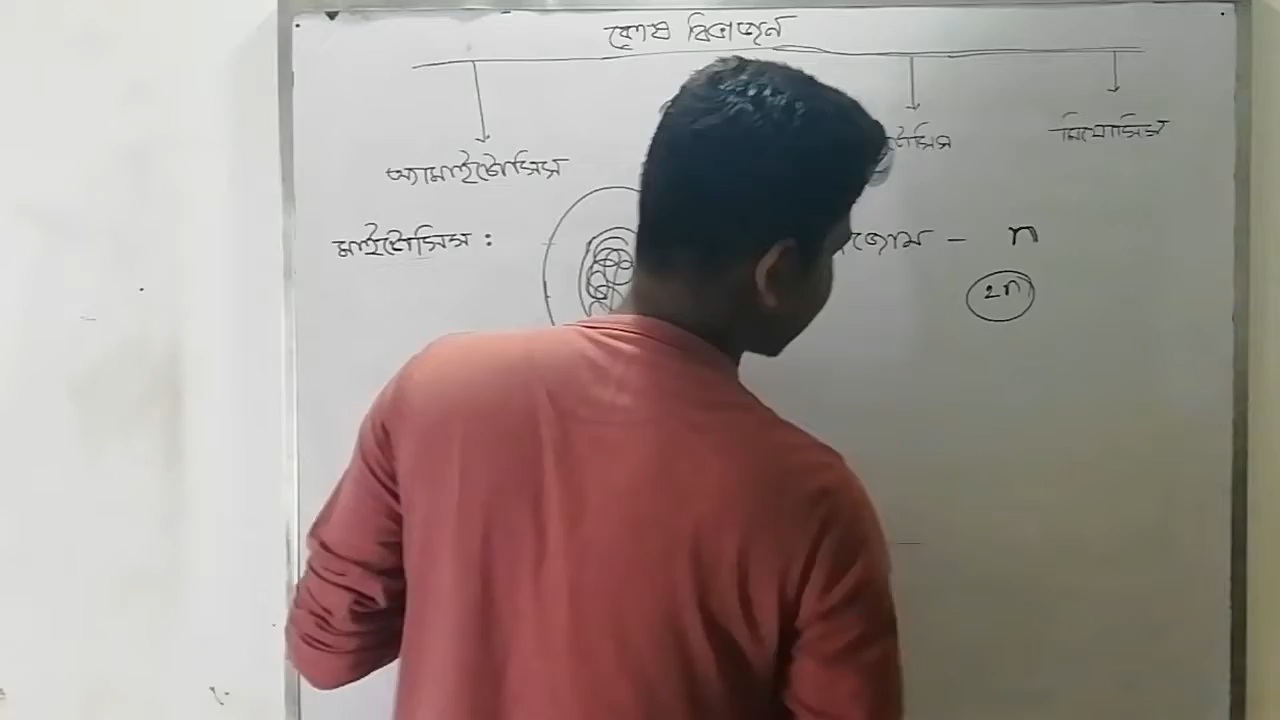 কোষ বিভাজন
অ্যামাইটোসিস টোসিস মিয়োসিস
মাইটোসিস : জোম - n
2n